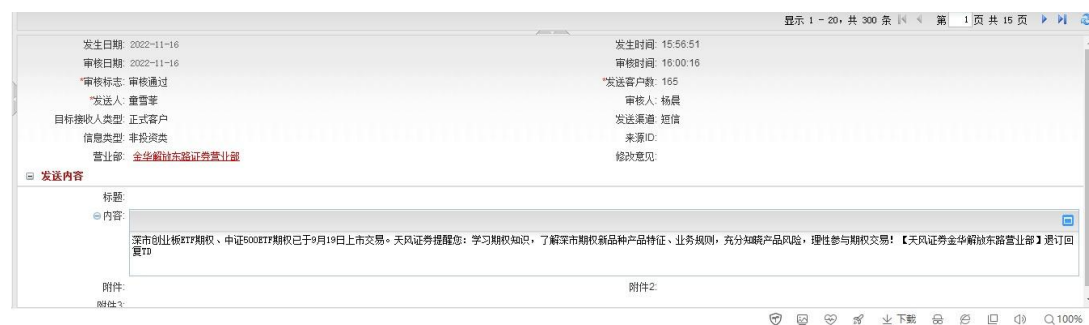 显示 1 - 20, 共 300 条 第 1 页 共 15 页
发生日期: 2022-11-16 发生时间: 15:56:51
审核日期: 2022-11-16 审核时间: 16:00:16
*审核标志: 审核通过 *发送客户数: 165
*发送人: 童雪莘 审核人: 杨晨
目标接收人类型: 正式客户 发送渠道: 短信
信息类型: 非投资类 来源ID:
营业部: 金华解放东路证券营业部 修改意见:
发送内容
标题:
内容:
深市创业板ETF期权、中证500ETF期权已于9月19日上市交易。天风证券提醒您:学习期权知识,了解深市期权新品种产品特征、业务规则,充分知晓产品风险,理性参与期权交易!【天风证券金华解放东路营业部】退订回
复TD
附件: 附件2:
附件3:
下载 100%